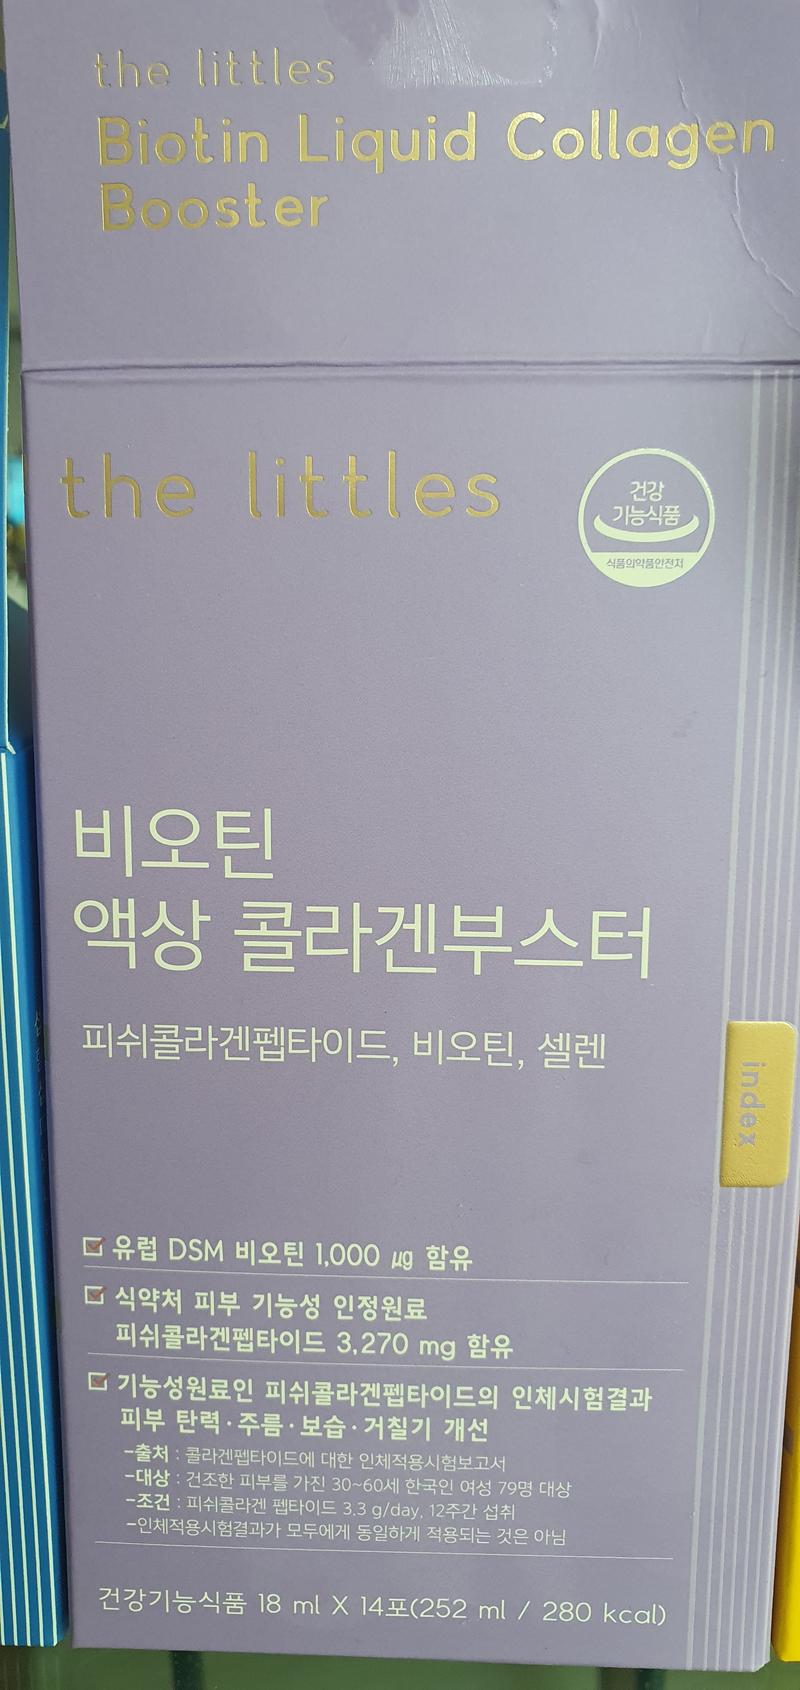 the littles
Biotin Liquid Collagen
Booster
the littles
건강
기능식품
식품의약품안전처
비오틴
액상 콜라겐부스터
피쉬콜라겐펩타이드, 비오틴, 셀렌
index
유럽 DSM 비오틴 1,000 ㎍ 함유
식약처 피부 기능성 인정원료
피쉬콜라겐펩타이드 3,270 mg 함유
기능성원료인 피쉬콜라겐펩타이드의 인체시험결과
피부 탄력·주름·보습·거칠기 개선
-출처 : 콜라겐펩타이드에 대한 인체적용시험보고서
-대상 : 건조한 피부를 가진 30~60세 한국인 여성 79명 대상
-조건 : 피쉬콜라겐 펩타이드 3.3 g/day, 12주간 섭취
-인체적용시험결과가 모두에게 동일하게 적용되는 것은 아님
건강기능식품 18 ml X 14포(252 ml / 280 kcal)